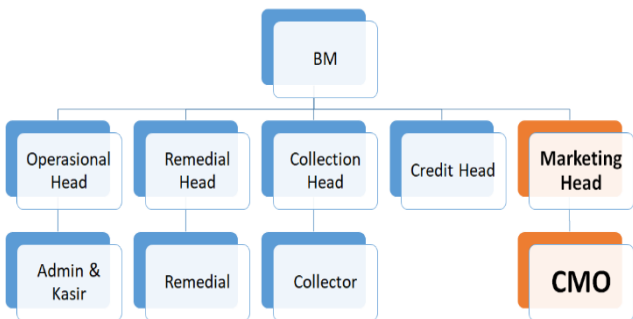 BM
Operasional
Head
Remedial
Head
Collection
Head
Credit Head
Marketing
Head
Admin &
Kasir
Remedial
Collector
CMO